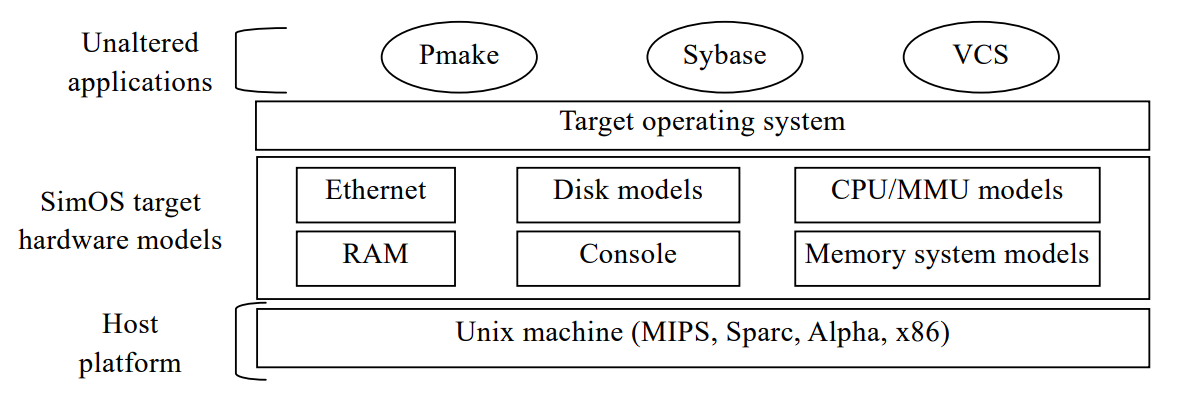 Unaltered
applications
Pmake
Sybase
VCS
Target operating system
SimOS target
hardware models
Ethernet
Disk models
CPU/MMU models
RAM
Console
Memory system models
Host
platform
Unix machine (MIPS, Sparc, Alpha, x86)